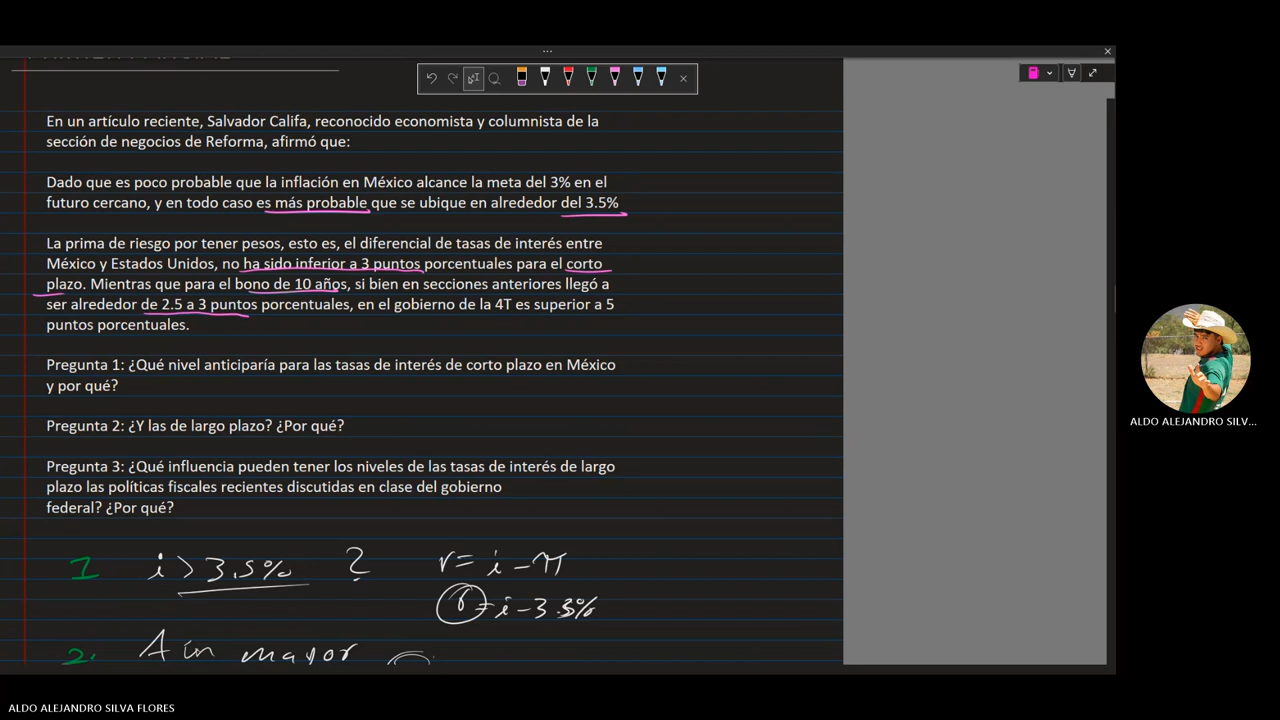 En un artículo reciente, Salvador Califa, reconocido economista y columnista de la
sección de negocios de Reforma, afirmó que:
Dado que es poco probable que la inflación en México alcance la meta del 3% en el
futuro cercano, y en todo caso es más probable que se ubique en alrededor del 3.5%
La prima de riesgo por tener pesos, esto es, el diferencial de tasas de interés entre
México y Estados Unidos, no ha sido inferior a 3 puntos porcentuales para el corto
plazo. Mientras que para el bono de 10 años, si bien en secciones anteriores llegó a
ser alrededor de 2.5 a 3 puntos porcentuales, en el gobierno de la 4T es superior a 5
puntos porcentuales.
Pregunta 1: ¿Qué nivel anticiparía para las tasas de interés de corto plazo en México
y por qué?
Pregunta 2: ¿Y las de largo plazo? ¿Por qué?
Pregunta 3: ¿Qué influencia pueden tener los niveles de las tasas de interés de largo
plazo las políticas fiscales recientes discutidas en clase del gobierno
federal? ¿Por qué?
1 i > 3.5% ? r = i - π
r = i - 3.5%
2. Aún mayor
ALDO ALEJANDRO SILV...
ALDO ALEJANDRO SILVA FLORES